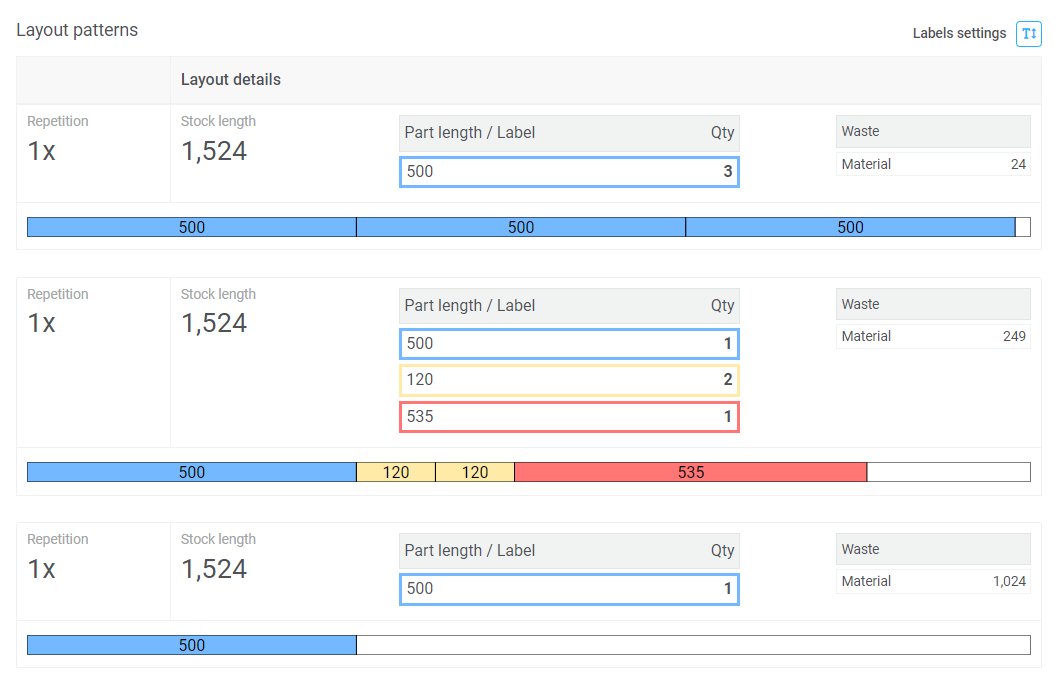 Layout patterns
Labels settings T↕
Layout details
Repetition Stock length Part length / Label Qty Waste
1x 1,524 500 3 Material 24
500 500 500
Repetition Stock length Part length / Label Qty Waste
1x 1,524 500 1 Material 249
120 2
535 1
500 120 120 535
Repetition Stock length Part length / Label Qty Waste
1x 1,524 500 1 Material 1,024
500